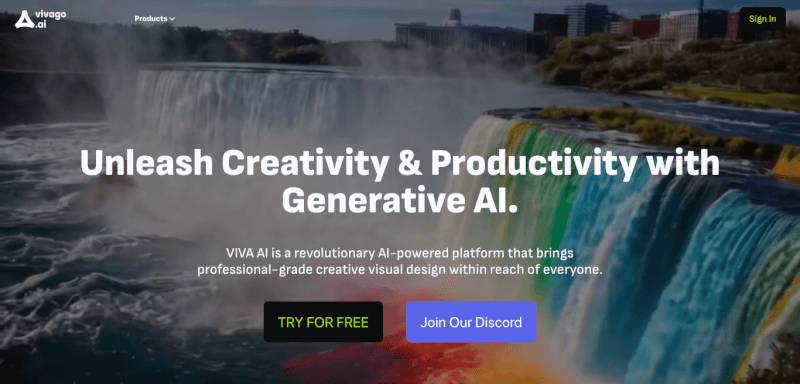 vivago
.ai
Products
Sign In
Unleash Creativity & Productivity with
Generative AI.
VIVA AI is a revolutionary AI-powered platform that brings
professional-grade creative visual design within reach of everyone.
TRY FOR FREE
Join Our Discord